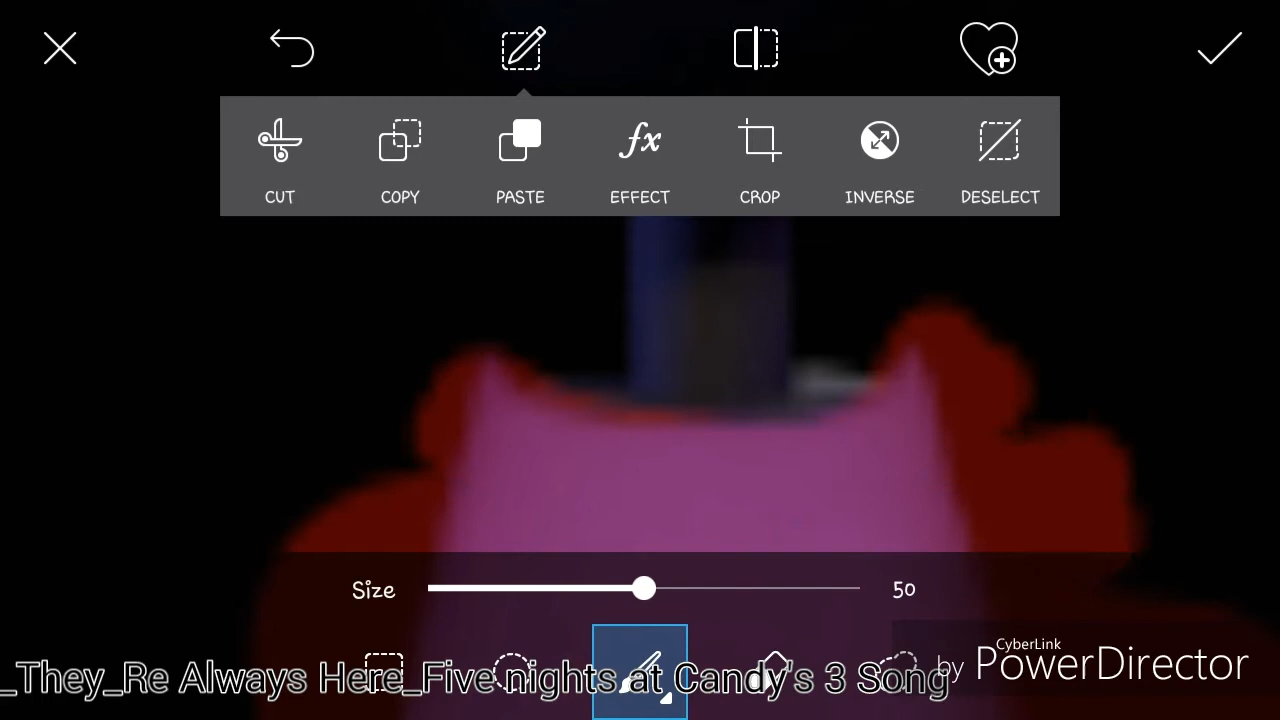 CUT COPY PASTE EFFECT CROP INVERSE DESELECT
Size 50
_They_Re Always Here_Five nights at Candy's 3 Song
by CyberLink PowerDirector